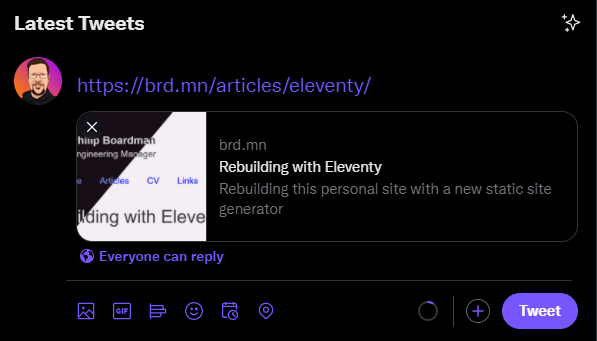 Latest Tweets
https://brd.mn/articles/eleventy/
hilip Boardman
ngineering Manager
e Articles CV Links
ilding with Eleve
brd.mn
Rebuilding with Eleventy
Rebuilding this personal site with a new static site
generator
Everyone can reply
GIF
Tweet